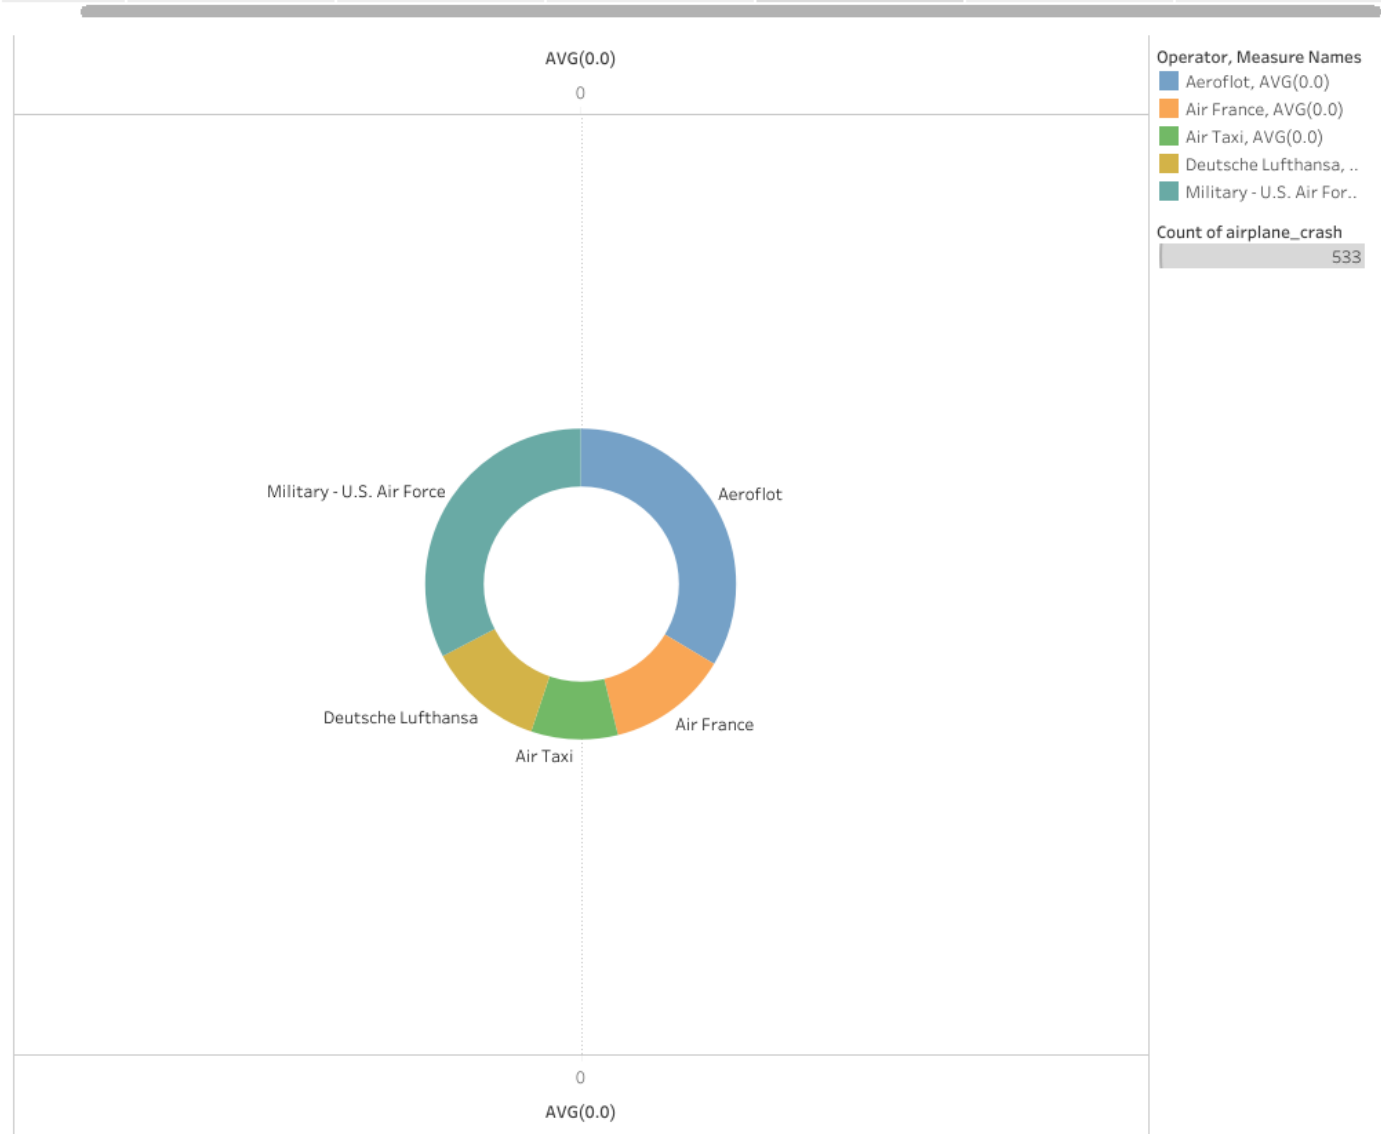 AVG(0.0)
0
Operator, Measure Names
Aeroflot, AVG(0.0)
Air France, AVG(0.0)
Air Taxi, AVG(0.0)
Deutsche Lufthansa, ..
Military - U.S. Air For..
Count of airplane_crash
533
Military - U.S. Air Force
Aeroflot
Deutsche Lufthansa
Air France
Air Taxi
0
AVG(0.0)